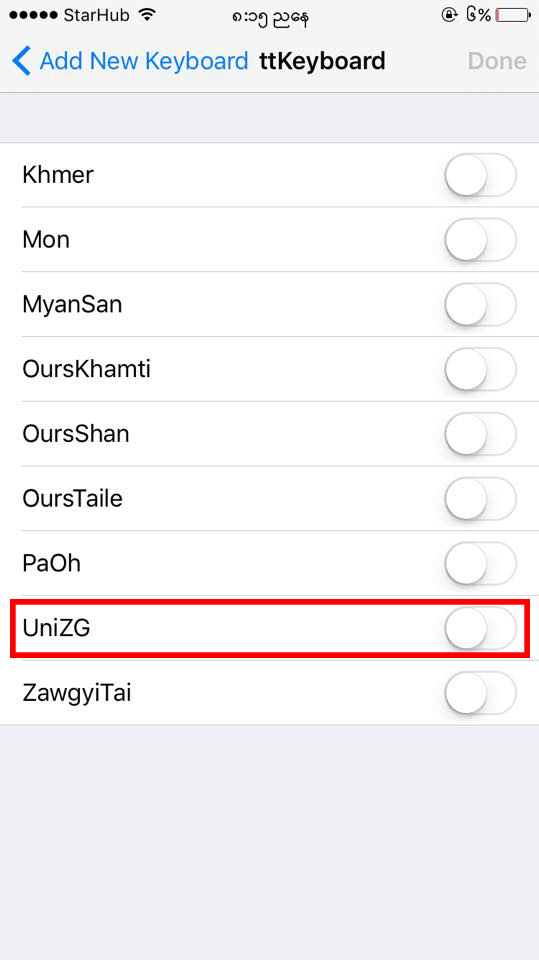 StarHub ၈:၁၅ ညနေ ၆%
Add New Keyboard ttKeyboard Done
Khmer
Mon
MyanSan
OursKhamti
OursShan
OursTaile
PaOh
UniZG
ZawgyiTai